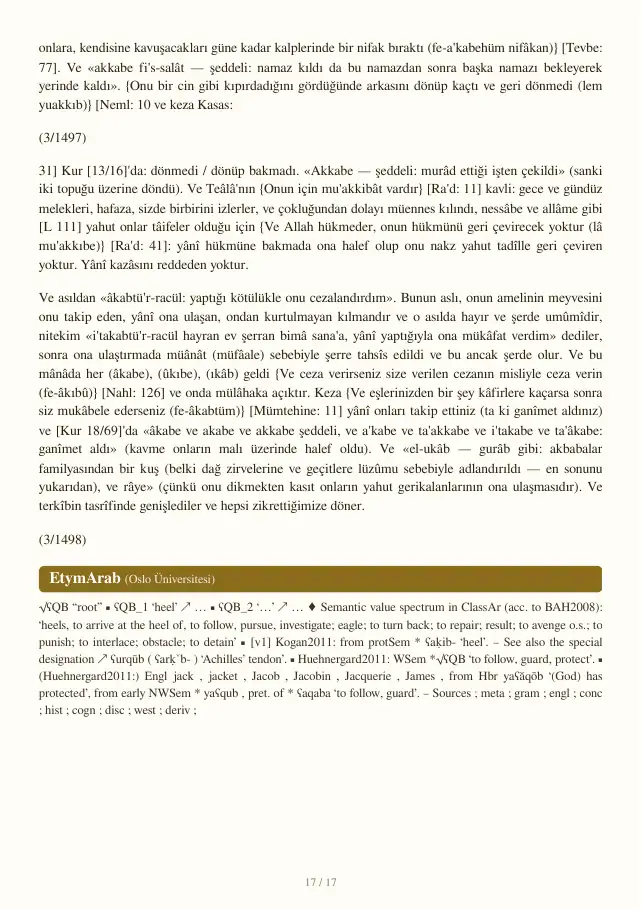 onlara, kendisine kavuşacakları güne kadar kalplerinde bir nifak bıraktı (fe-a'kabehüm nifâkan)} [Tevbe:
77]. Ve «akkabe fi's-salât — şeddeli: namaz kıldı da bu namazdan sonra başka namazı bekleyerek
yerinde kaldı». {Onu bir cin gibi kıpırdadığını gördüğünde arkasını dönüp kaçtı ve geri dönmedi (lem
yuakkıb)} [Neml: 10 ve keza Kasas:
(3/1497)
31] Kur [13/16]'da: dönmedi / dönüp bakmadı. «Akkabe — şeddeli: murâd ettiği işten çekildi» (sanki
iki topuğu üzerine döndü). Ve Teâlâ'nın {Onun için mu'akkibât vardır} [Ra'd: 11] kavli: gece ve gündüz
melekleri, hafaza, sizde birbirini izlerler, ve çokluğundan dolayı müennes kılındı, nessâbe ve allâme gibi
[L 111] yahut onlar tâifeler olduğu için {Ve Allah hükmeder, onun hükmünü geri çevirecek yoktur (lâ
mu'akkıbe)} [Ra'd: 41]: yânî hükmüne bakmada ona halef olup onu nakz yahut tadîlle geri çeviren
yoktur. Yânî kazâsını reddeden yoktur.
Ve asıldan «âkabtü'r-racül: yaptığı kötülükle onu cezalandırdım». Bunun aslı, onun amelinin meyvesini
onu takip eden, yânî ona ulaşan, ondan kurtulmayan kılmandır ve o asılda hayır ve şerde umûmîdir,
nitekim «i'takabtü'r-racül hayran ev şerran bimâ sana'a, yânî yaptığıyla ona mükâfat verdim» dediler,
sonra ona ulaştırmada müânât (müfâale) sebebiyle şerre tahsîs edildi ve bu ancak şerde olur. Ve bu
mânâda her (âkabe), (ûkıbe), (ıkâb) geldi {Ve ceza verirseniz size verilen cezanın misliyle ceza verin
(fe-âkıbû)} [Nahl: 126] ve onda mülâhaka açıktır. Keza {Ve eşlerinizden bir şey kâfirlere kaçarsa sonra
siz mukâbele ederseniz (fe-âkabtüm)} [Mümtehine: 11] yânî onları takip ettiniz (ta ki ganîmet aldınız)
ve [Kur 18/69]'da «âkabe ve akabe ve akkabe şeddeli, ve a'kabe ve ta'akkabe ve i'takabe ve ta'âkabe:
ganîmet aldı» (kavme onların malı üzerinde halef oldu). Ve «el-ukâb — gurâb gibi: akbabalar
familyasından bir kuş (belki dağ zirvelerine ve geçitlere lüzûmu sebebiyle adlandırıldı — en sonunu
yukarıdan), ve râye» (çünkü onu dikmekten kasıt onların yahut gerikalanlarının ona ulaşmasıdır). Ve
terkîbin tasrîfinde genişlediler ve hepsi zikrettiğimize döner.
(3/1498)
EtymArab (Oslo Üniversitesi)
√ʕQB “root” ▪ ʕQB_1 ‘heel’ ↗ … ▪ ʕQB_2 ‘…’ ↗ … ♦ Semantic value spectrum in ClassAr (acc. to BAH2008):
‘heels, to arrive at the heel of, to follow, pursue, investigate; eagle; to turn back; to repair; result; to avenge o.s.; to
punish; to interlace; obstacle; to detain’ ▪ [v1] Kogan2011: from protSem * ʕaḳib- ‘heel’. – See also the special
designation ↗ ʕurqūb ( ʕarḳˇb- ) ‘Achilles’ tendon’. ▪ Huehnergard2011: WSem *√ʕQB ‘to follow, guard, protect’. ▪
(Huehnergard2011:) Engl jack , jacket , Jacob , Jacobin , Jacquerie , James , from Hbr yaʕăqōb ‘(God) has
protected’, from early NWSem * yaʕqub , pret. of * ʕaqaba ‘to follow, guard’. – Sources ; meta ; gram ; engl ; conc
; hist ; cogn ; disc ; west ; deriv ;
17 / 17